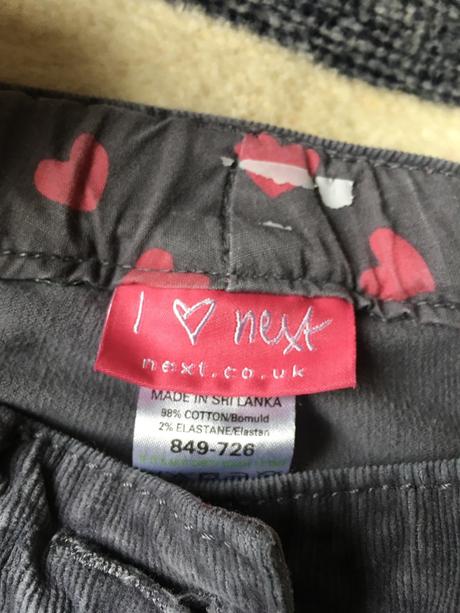 I ♡ next
next.co.uk
MADE IN SRI LANKA
98% COTTON/Bomuld
2% ELASTANE/Elastan
849-726